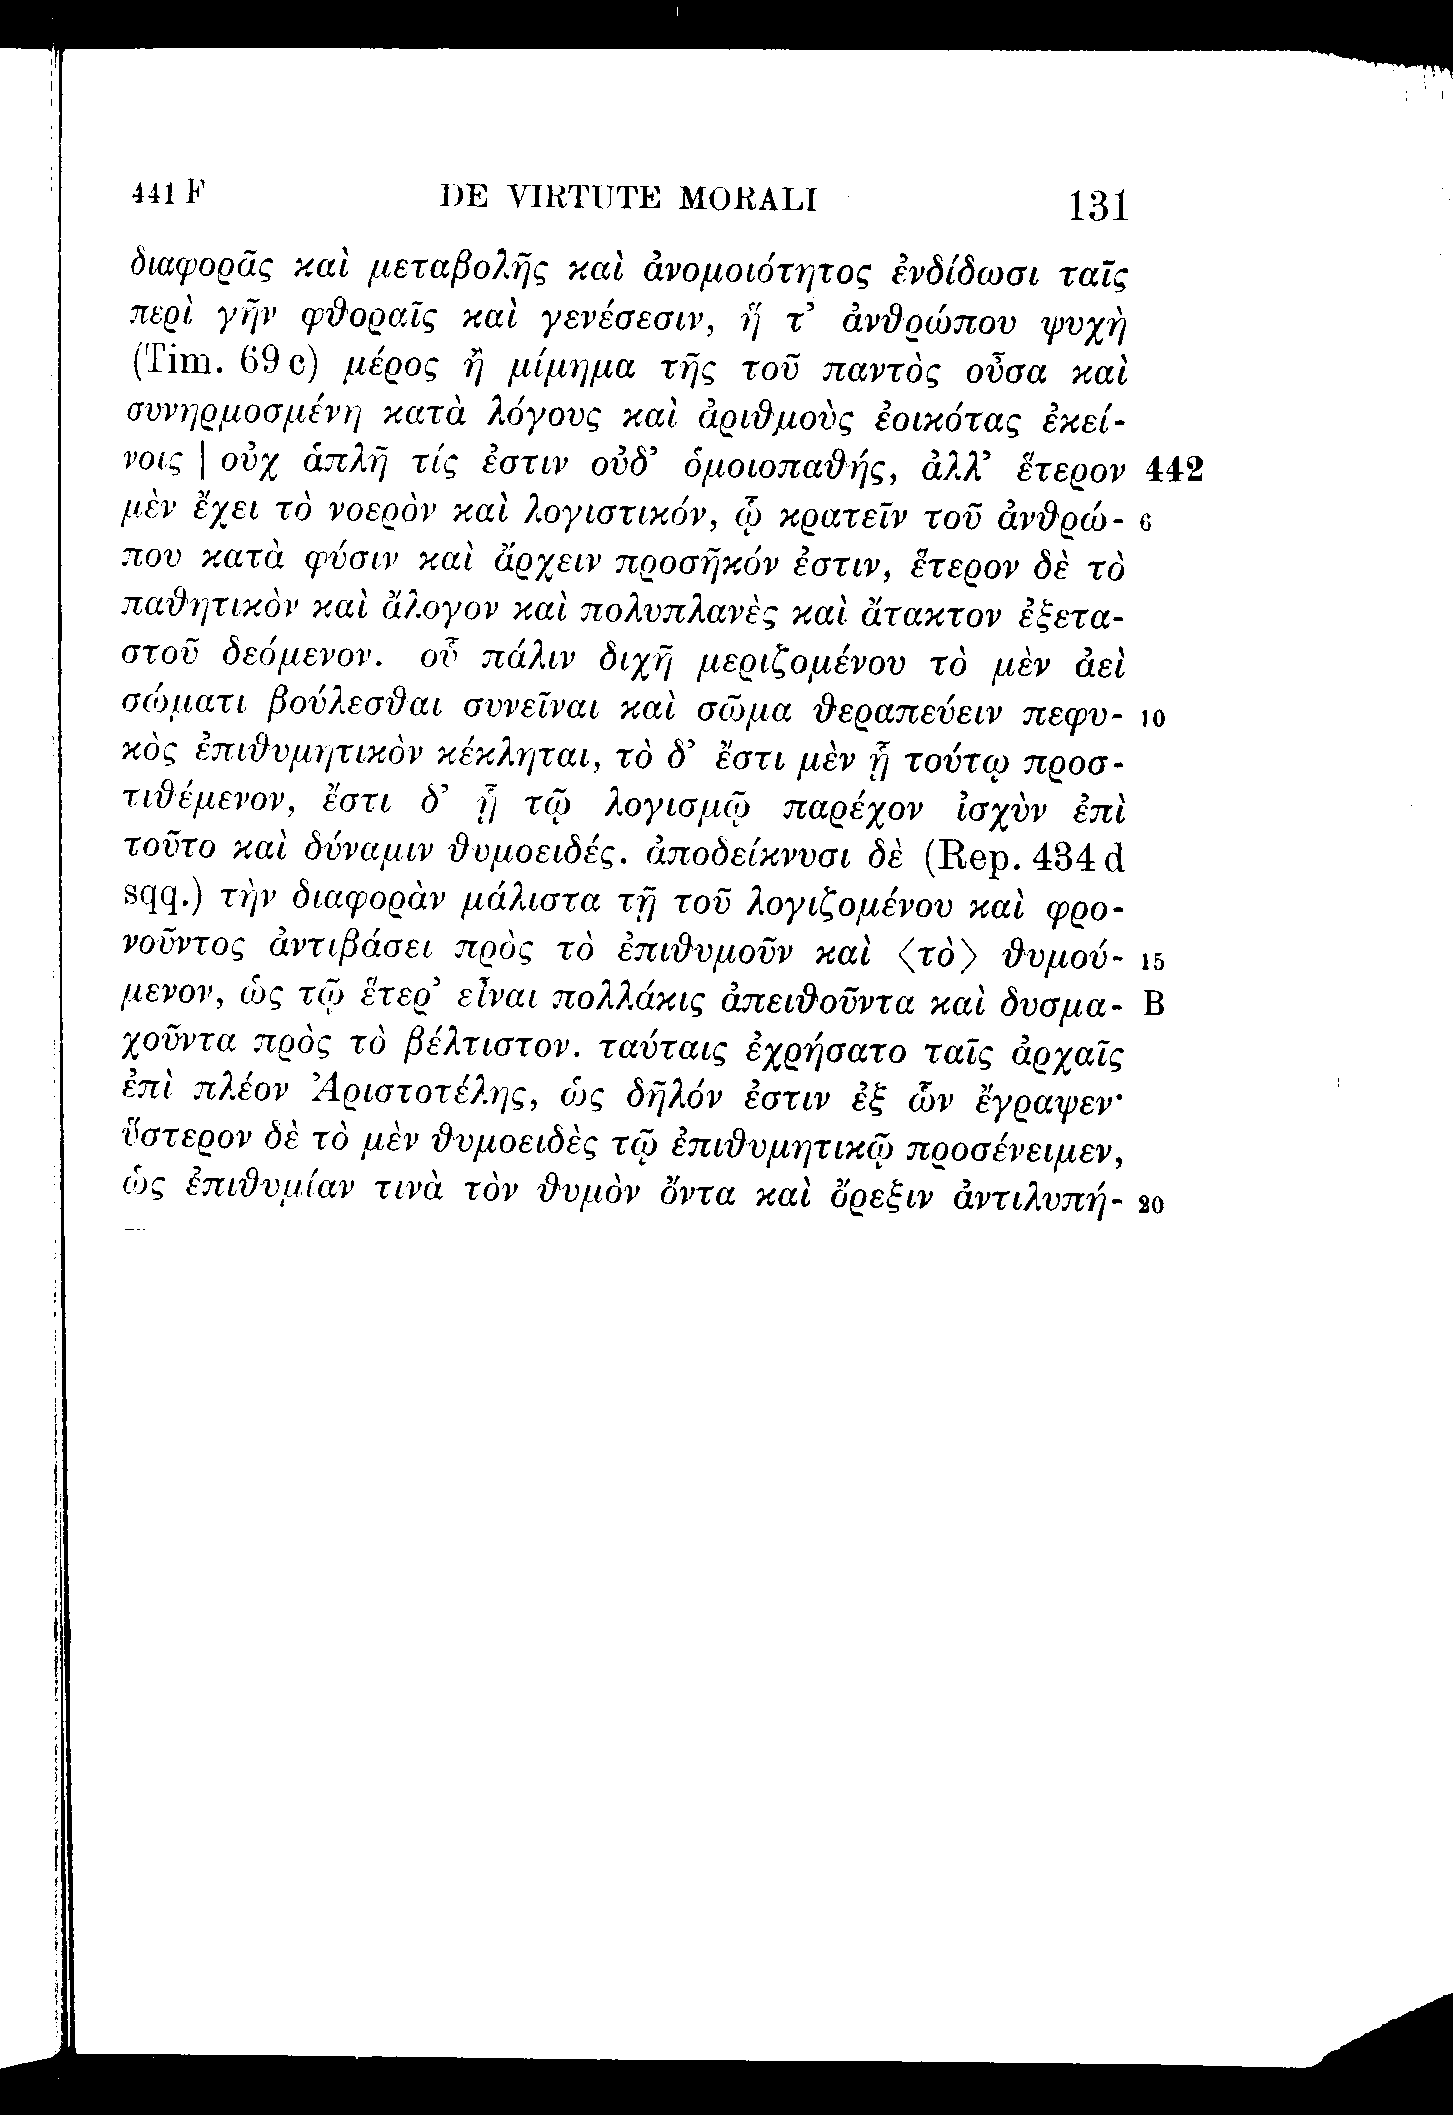 441 F DE VIRTUTE MORALI 131
διαφορᾶς καὶ μεταβολῆς καὶ ἀνομοιότητος ἐνδίδωσι ταῖς
περὶ γῆν φθοραῖς καὶ γενέσεσιν, ἥ τ’ ἀνθρώπου ψυχὴ
(Tim. 69 c) μέρος ἢ μίμημα τῆς τοῦ παντὸς οὖσα καὶ
συνηρμοσμένη κατὰ λόγους καὶ ἀριθμοὺς ἐοικότας ἐκεί-
νοις | οὐχ ἁπλῆ τίς ἐστιν οὐδ’ ὁμοιοπαθής, ἀλλ’ ἕτερον 442
μὲν ἔχει τὸ νοερὸν καὶ λογιστικόν, ᾧ κρατεῖν τοῦ ἀνθρώ- 6
που κατὰ φύσιν καὶ ἄρχειν προσῆκόν ἐστιν, ἕτερον δὲ τὸ
παθητικὸν καὶ ἄλογον καὶ πολυπλανὲς καὶ ἄτακτον ἐξετα-
στοῦ δεόμενον. οὗ πάλιν διχῆ μεριζομένου τὸ μὲν ἀεὶ
σώματι βούλεσθαι συνεῖναι καὶ σῶμα θεραπεύειν πεφυ- 10
κὸς ἐπιθυμητικὸν κέκληται, τὸ δ’ ἔστι μὲν ᾗ τούτῳ προσ-
τιθέμενον, ἔστι δ’ ᾗ τῷ λογισμῷ παρέχον ἰσχὺν ἐπὶ
τοῦτο καὶ δύναμιν θυμοειδές. ἀποδείκνυσι δὲ (Rep. 434 d
sqq.) τὴν διαφορὰν μάλιστα τῇ τοῦ λογιζομένου καὶ φρο-
νοῦντος ἀντιβάσει πρὸς τὸ ἐπιθυμοῦν καὶ 〈τὸ〉 θυμού- 15
μενον, ὡς τῷ ἕτερ’ εἶναι πολλάκις ἀπειθοῦντα καὶ δυσμα- B
χοῦντα πρὸς τὸ βέλτιστον. ταύταις ἐχρήσατο ταῖς ἀρχαῖς
ἐπὶ πλέον Ἀριστοτέλης, ὡς δῆλόν ἐστιν ἐξ ὧν ἔγραψεν·
ὕστερον δὲ τὸ μὲν θυμοειδὲς τῷ ἐπιθυμητικῷ προσένειμεν,
ὡς ἐπιθυμίαν τινὰ τὸν θυμὸν ὄντα καὶ ὄρεξιν ἀντιλυπή- 20